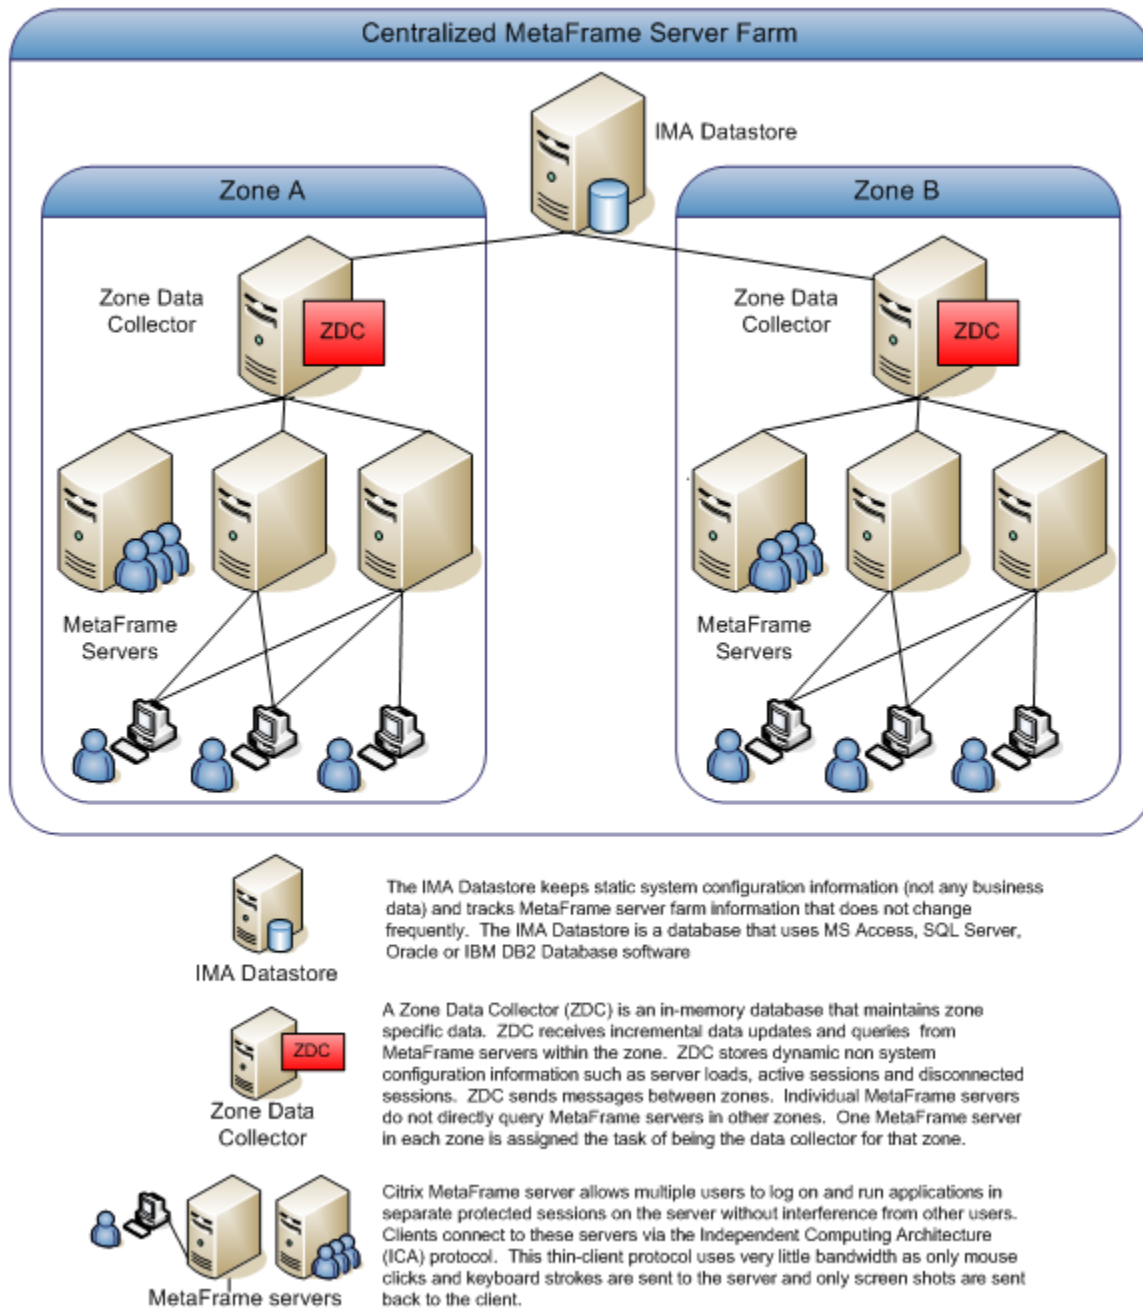 Centralized MetaFrame Server Farm
IMA Datastore
Zone A
Zone B
Zone Data
Collector
ZDC
Zone Data
Collector
ZDC
MetaFrame
Servers
MetaFrame
Servers
IMA Datastore
The IMA Datastore keeps static system configuration information (not any business
data) and tracks MetaFrame server farm information that does not change
frequently. The IMA Datastore is a database that uses MS Access, SQL Server,
Oracle or IBM DB2 Database software
ZDC
Zone Data
Collector
A Zone Data Collector (ZDC) is an in-memory database that maintains zone
specific data. ZDC receives incremental data updates and queries from
MetaFrame servers within the zone. ZDC stores dynamic non system
configuration information such as server loads, active sessions and disconnected
sessions. ZDC sends messages between zones. Individual MetaFrame servers
do not directly query MetaFrame servers in other zones. One MetaFrame server
in each zone is assigned the task of being the data collector for that zone.
MetaFrame servers
Citrix MetaFrame server allows multiple users to log on and run applications in
separate protected sessions on the server without interference from other users.
Clients connect to these servers via the Independent Computing Architecture
(ICA) protocol. This thin-client protocol uses very little bandwidth as only mouse
clicks and keyboard strokes are sent to the server and only screen shots are sent
back to the client.